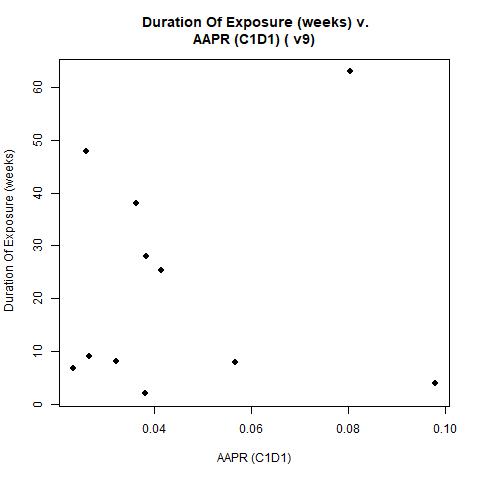 Duration Of Exposure (weeks) v.
AAPR (C1D1) ( v9)
Duration Of Exposure (weeks)
60
50
40
30
20
10
0
0.04 0.06 0.08 0.10
AAPR (C1D1)